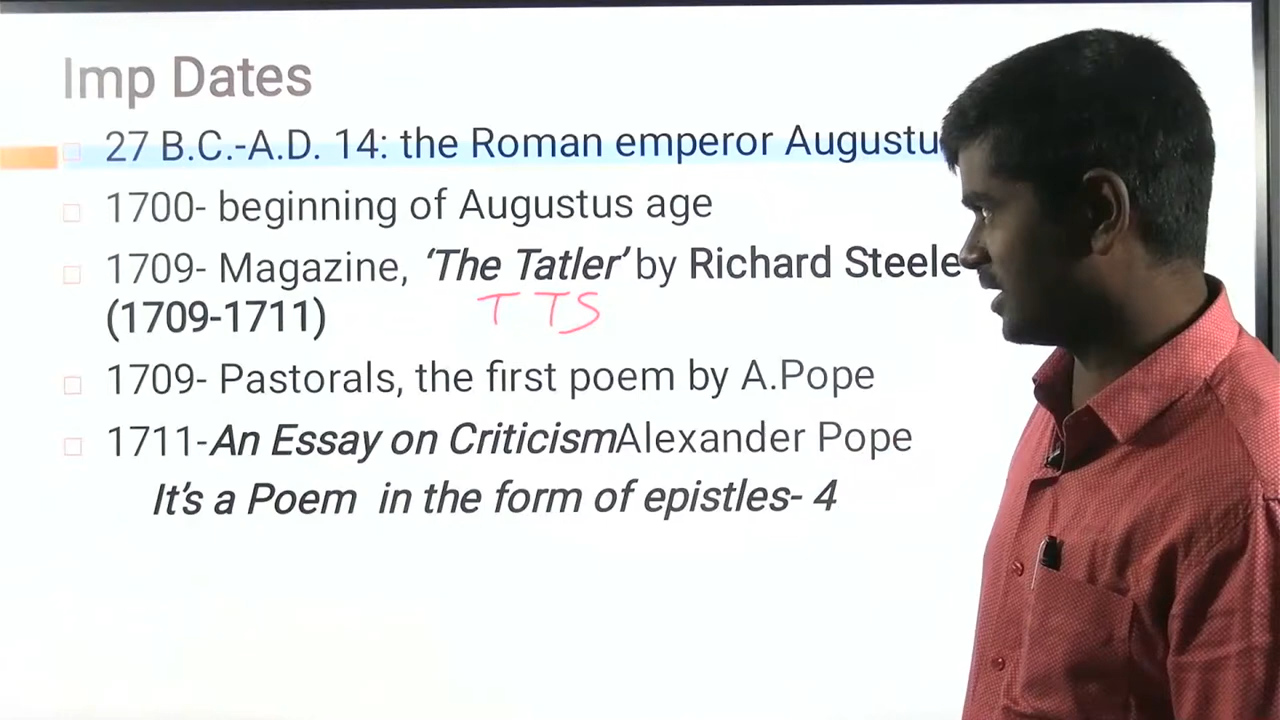 Imp Dates
27 B.C.-A.D. 14: the Roman emperor Augustu
1700- beginning of Augustus age
1709- Magazine, ‘The Tatler’ by Richard Steele
T TS
(1709-1711)
1709- Pastorals, the first poem by A.Pope
1711-An Essay on CriticismAlexander Pope
It's a Poem in the form of epistles- 4